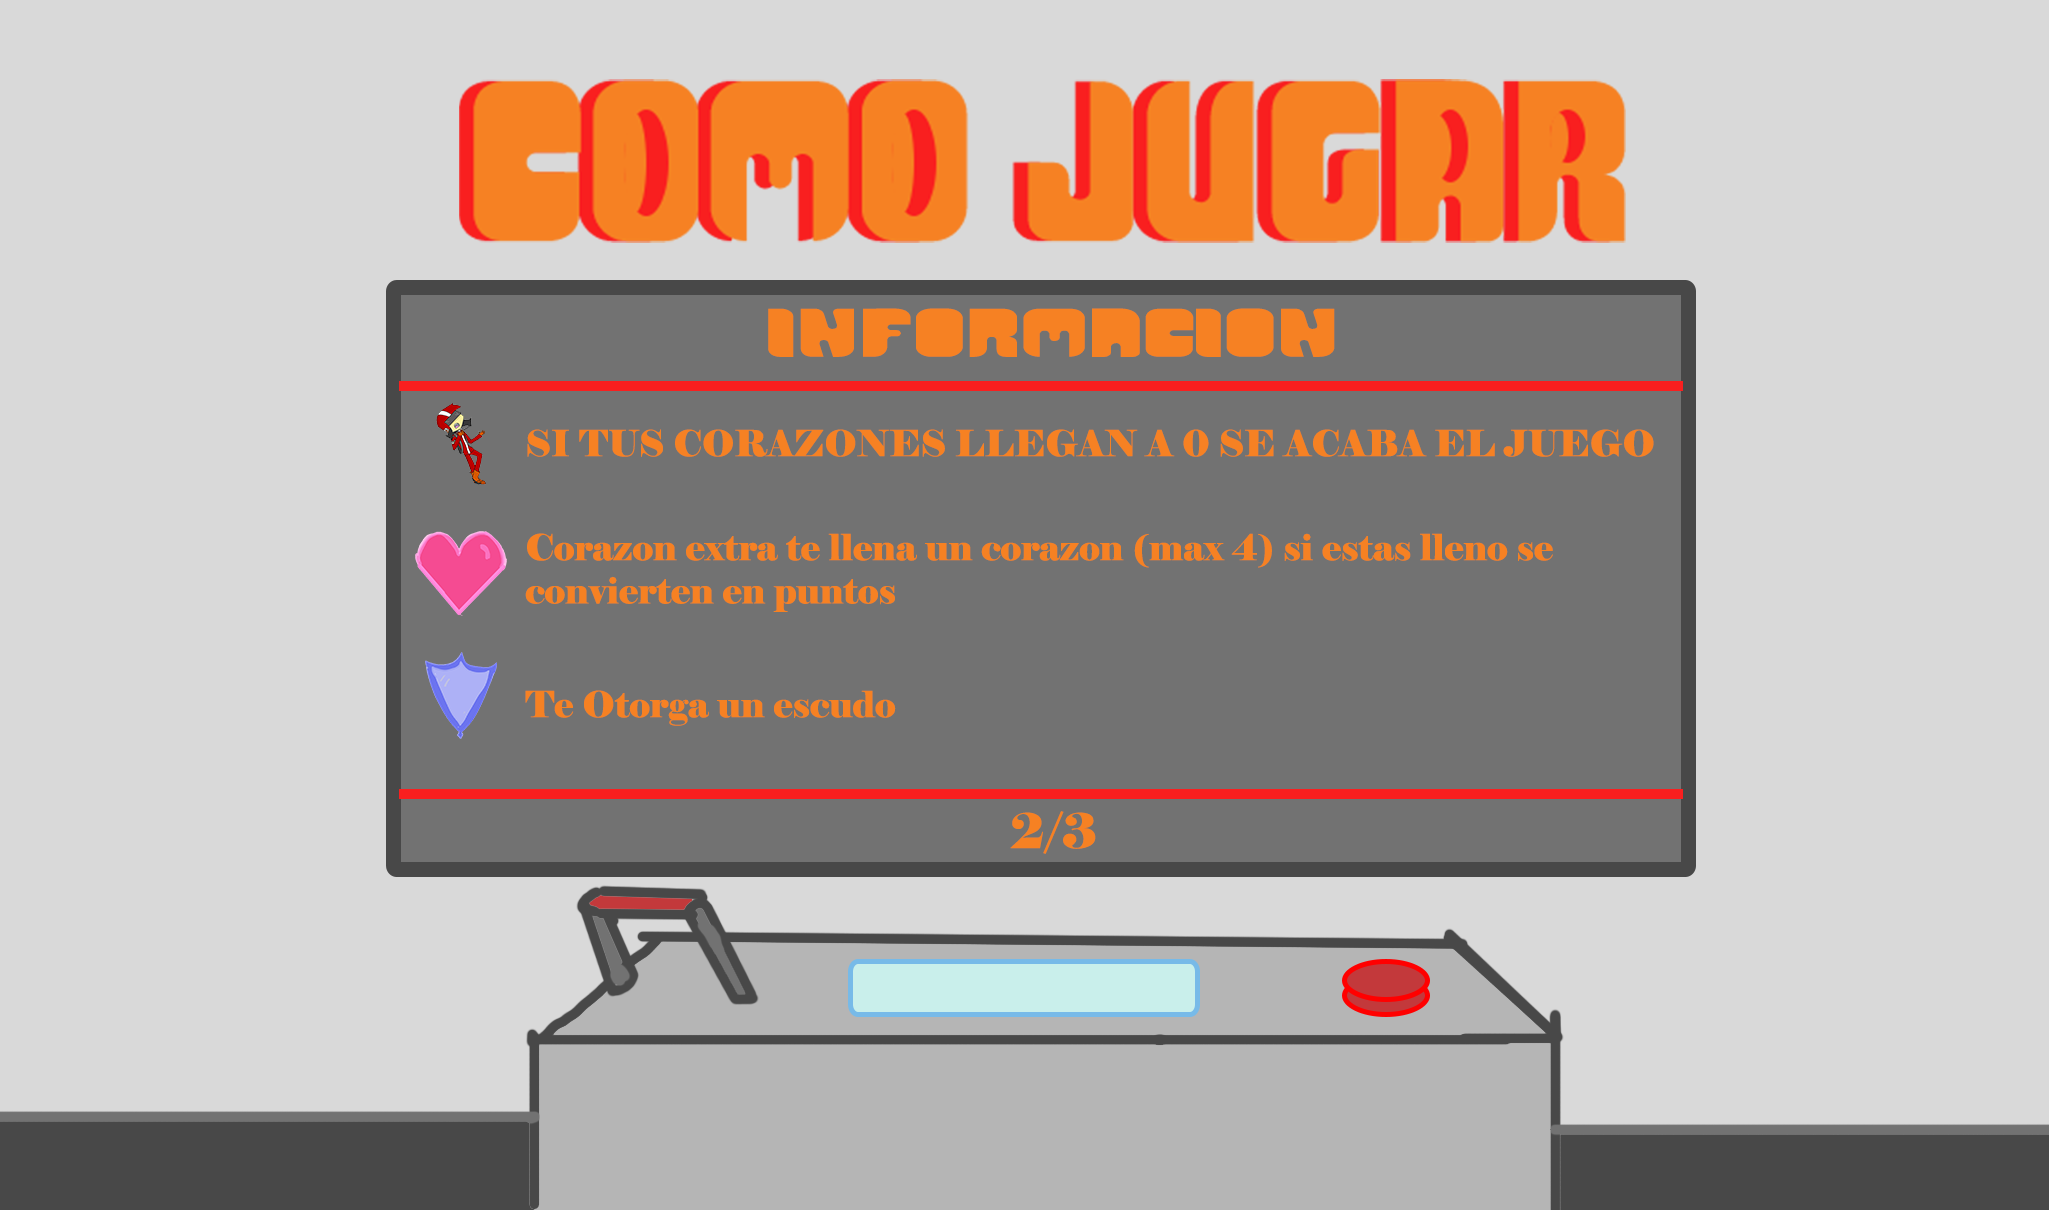 COMO JUGAR
INFORMACION
SI TUS CORAZONES LLEGAN A 0 SE ACABA EL JUEGO
Corazon extra te llena un corazon (max 4) si estas lleno se
convierten en puntos
Te Otorga un escudo
2/3